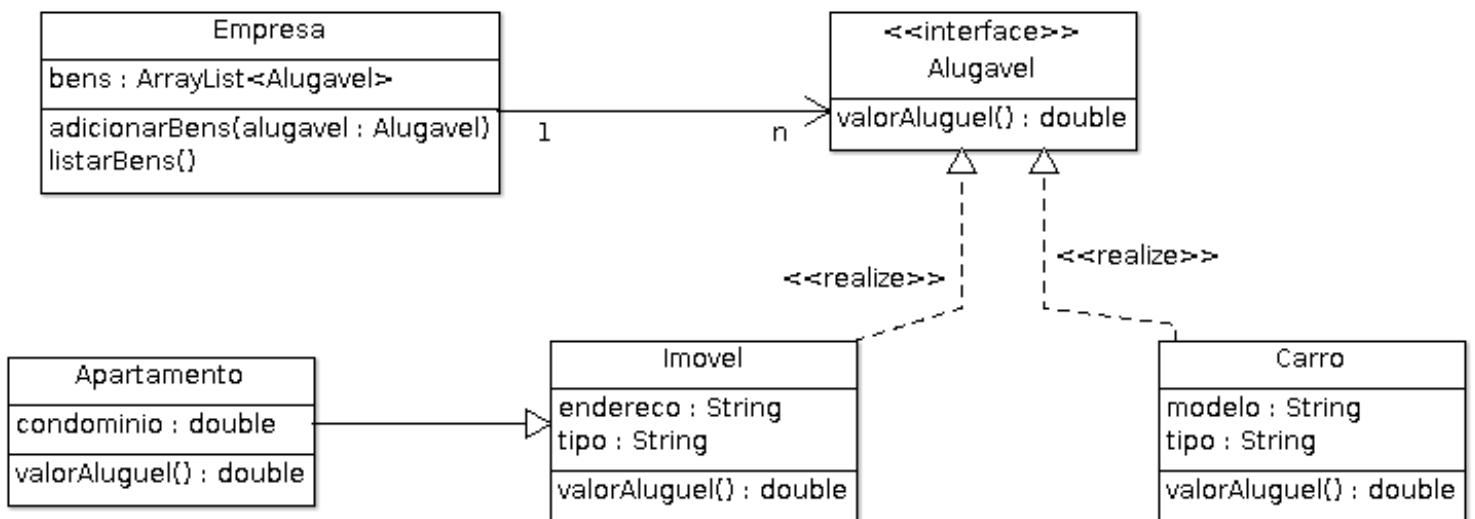 Empresa
bens : ArrayList<Alugavel>
adicionarBens(alugavel : Alugavel)
listarBens()
1
n
<<interface>>
Alugavel
valorAluguel() : double
<<realize>>
<<realize>>
Apartamento
condominio : double
valorAluguel() : double
Imovel
endereco : String
tipo : String
valorAluguel() : double
Carro
modelo : String
tipo : String
valorAluguel() : double